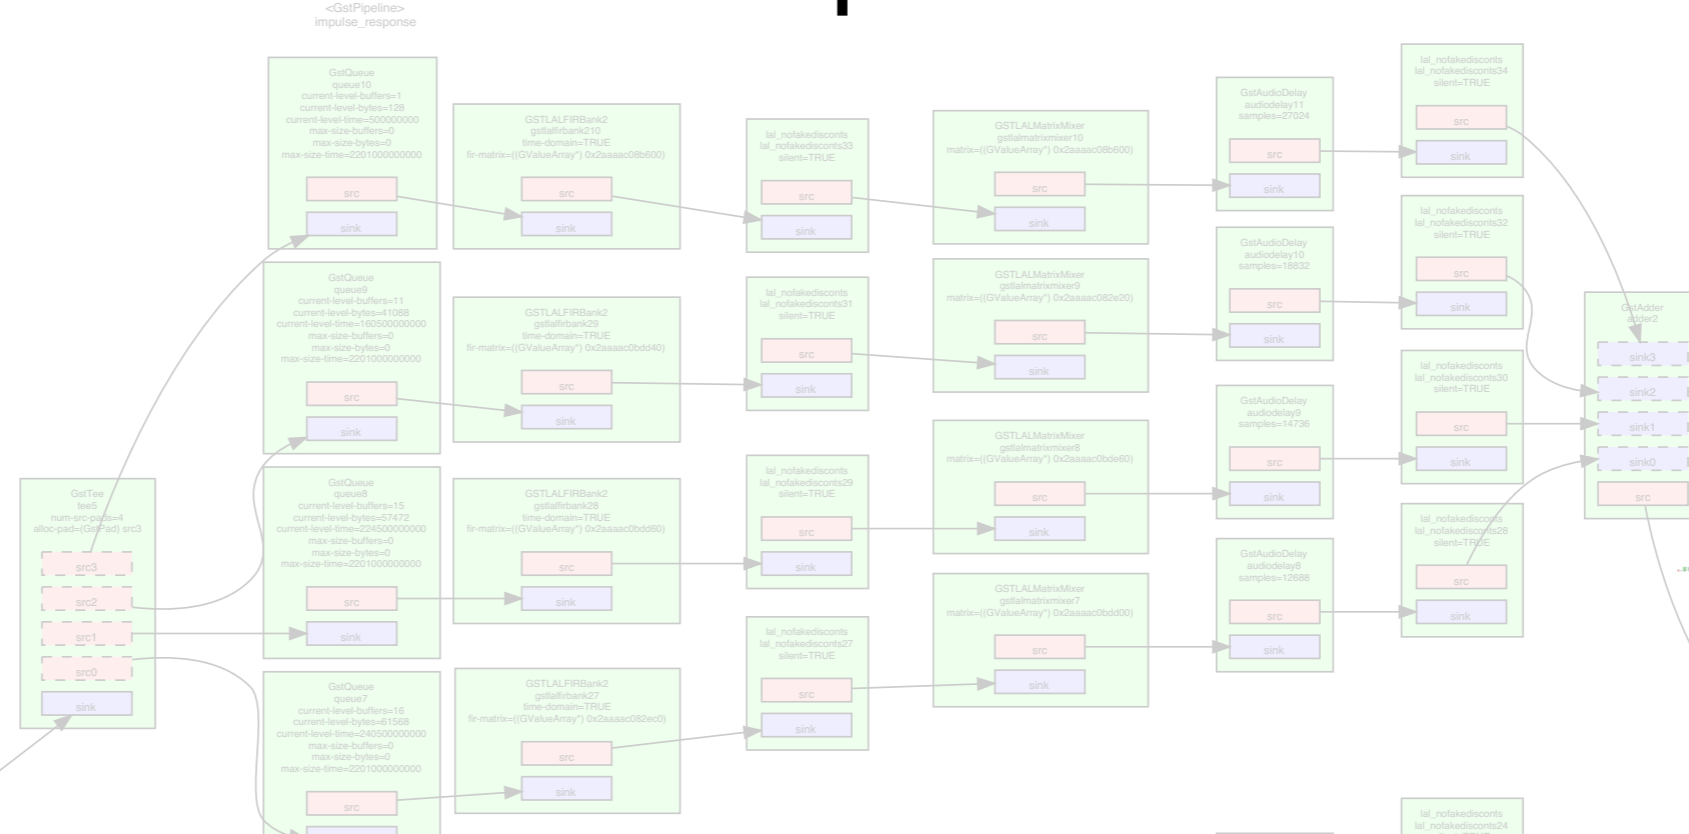 <GstPipeline>
impulse_response
GstTee
tee5
num-src-pads=4
alloc-pad=(GstPad) src3
src3
src2
src1
src0
sink
GstQueue
queue10
current-level-buffers=1
current-level-bytes=128
current-level-time=500000000
max-size-buffers=0
max-size-bytes=0
max-size-time=2201000000000
src
sink
GSTLALFIRBank2
gstlalfirbank210
time-domain=TRUE
fir-matrix=((GValueArray*) 0x2aaaac08b600)
src
sink
lal_nofakedisconts
lal_nofakedisconts33
silent=TRUE
src
sink
GSTLALMatrixMixer
gstlalmatrixmixer10
matrix=((GValueArray*) 0x2aaaac08b600)
src
sink
GstAudioDelay
audiodelay11
samples=27024
src
sink
lal_nofakedisconts
lal_nofakedisconts34
silent=TRUE
src
sink
GstQueue
queue9
current-level-buffers=11
current-level-bytes=41088
current-level-time=160500000000
max-size-buffers=0
max-size-bytes=0
max-size-time=2201000000000
src
sink
GSTLALFIRBank2
gstlalfirbank29
time-domain=TRUE
fir-matrix=((GValueArray*) 0x2aaaac0bdd40)
src
sink
lal_nofakedisconts
lal_nofakedisconts31
silent=TRUE
src
sink
GSTLALMatrixMixer
gstlalmatrixmixer9
matrix=((GValueArray*) 0x2aaaac082e20)
src
sink
GstAudioDelay
audiodelay10
samples=18832
src
sink
lal_nofakedisconts
lal_nofakedisconts32
silent=TRUE
src
sink
GstQueue
queue8
current-level-buffers=15
current-level-bytes=57472
current-level-time=224500000000
max-size-buffers=0
max-size-bytes=0
max-size-time=2201000000000
src
sink
GSTLALFIRBank2
gstlalfirbank28
time-domain=TRUE
fir-matrix=((GValueArray*) 0x2aaaac0bdd60)
src
sink
lal_nofakedisconts
lal_nofakedisconts29
silent=TRUE
src
sink
GSTLALMatrixMixer
gstlalmatrixmixer8
matrix=((GValueArray*) 0x2aaaac0bde60)
src
sink
GstAudioDelay
audiodelay9
samples=14736
src
sink
lal_nofakedisconts
lal_nofakedisconts30
silent=TRUE
src
sink
GstQueue
queue7
current-level-buffers=16
current-level-bytes=61568
current-level-time=240500000000
max-size-buffers=0
max-size-bytes=0
max-size-time=2201000000000
src
GSTLALFIRBank2
gstlalfirbank27
time-domain=TRUE
fir-matrix=((GValueArray*) 0x2aaaac082ec0)
src
sink
lal_nofakedisconts
lal_nofakedisconts27
silent=TRUE
src
sink
GSTLALMatrixMixer
gstlalmatrixmixer7
matrix=((GValueArray*) 0x2aaaac0bdd00)
src
sink
GstAudioDelay
audiodelay8
samples=12688
src
sink
lal_nofakedisconts
lal_nofakedisconts28
silent=TRUE
src
sink
GstAdder
adder2
sink3
sink2
sink1
sink0
src
lal_nofakedisconts
lal_nofakedisconts24